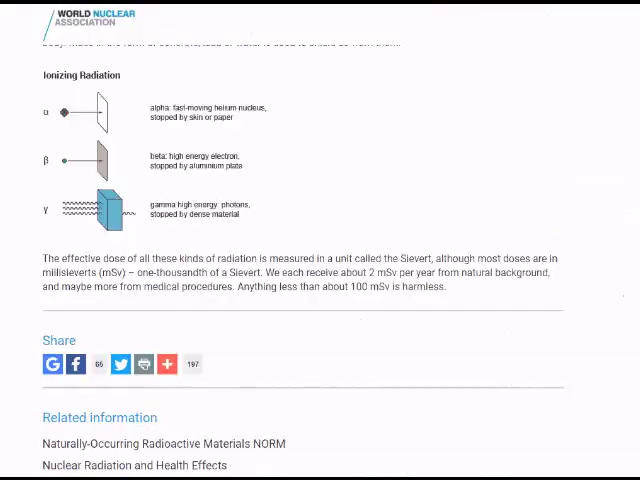 WORLD NUCLEAR
ASSOCIATION
Ionizing Radiation
α
alpha: fast-moving helium nucleus,
stopped by skin or paper
β
beta: high energy electron,
stopped by aluminium plate
γ
gamma high energy: photons,
stopped by dense material
The effective dose of all these kinds of radiation is measured in a unit called the Sievert, although most doses are in
millisieverts (mSv) – one-thousandth of a Sievert. We each receive about 2 mSv per year from natural background,
and maybe more from medical procedures. Anything less than about 100 mSv is harmless.
Share
G f 66 197
Related information
Naturally-Occurring Radioactive Materials NORM
Nuclear Radiation and Health Effects